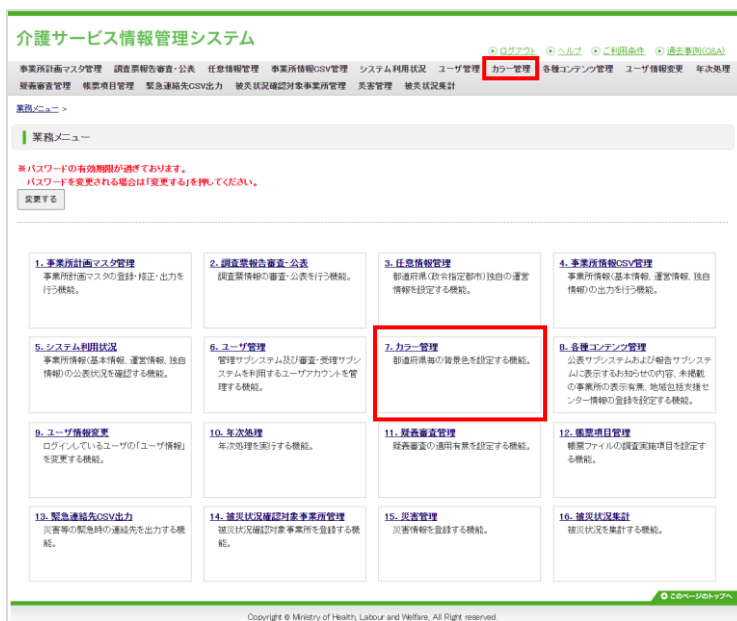 介護サービス情報管理システム
ログアウト ヘルプ ご利用条件 過去事例(Q&A)
事業所計画マスタ管理 調査票報告審査・公表 任意情報管理 事業所情報CSV管理 システム利用状況 ユーザ管理 カラー管理 各種コンテンツ管理 ユーザ情報変更 年次処理
疑義審査管理 帳票項目管理 緊急連絡先CSV出力 被災状況確認対象事業所管理 災害管理 被災状況集計
業務メニュー >
業務メニュー
※パスワードの有効期限が過ぎております。
パスワードを変更される場合は「変更する」を押してください。
変更する
1. 事業所計画マスタ管理
事業所計画マスタの登録・修正・出力を
行う機能。
2. 調査票報告審査・公表
調査票情報の審査・公表を行う機能。
3. 任意情報管理
都道府県(政令指定都市)独自の運営
情報を設定する機能。
4. 事業所情報CSV管理
事業所情報(基本情報、運営情報、独自
情報)の出力を行う機能。
5. システム利用状況
事業所情報(基本情報、運営情報、独自
情報)の公表状況を確認する機能。
6. ユーザ管理
管理サブシステム及び審査・受理サブシ
ステムを利用するユーザアカウントを管
理する機能。
7. カラー管理
都道府県毎の背景色を設定する機能。
8. 各種コンテンツ管理
公表サブシステムおよび報告サブシステ
ムに表示するお知らせの内容、未掲載
の事業所の表示有無、地域包括支援セ
ンター情報の登録を設定する機能。
9. ユーザ情報変更
ログインしているユーザの「ユーザ情報」
を変更する機能。
10. 年次処理
年次処理を実行する機能。
11. 疑義審査管理
疑義審査の適用有無を設定する機能。
12. 帳票項目管理
帳票ファイルの調査実施項目を設定す
る機能。
13. 緊急連絡先CSV出力
災害等の緊急時の連絡先を出力する機
能。
14. 被災状況確認対象事業所管理
被災状況確認対象事業所を登録する機
能。
15. 災害管理
災害情報を登録する機能。
16. 被災状況集計
被災状況を集計する機能。
このページのトップへ
Copyright © Ministry of Health, Labour and Welfare, All Right reserved.